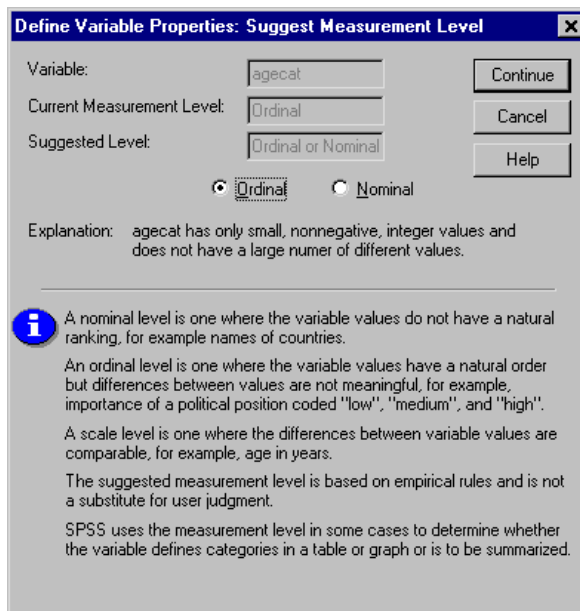 Define Variable Properties: Suggest Measurement Level
Variable: agecat Continue
Current Measurement Level: Ordinal Cancel
Suggested Level: Ordinal or Nominal Help
Ordinal Nominal
Explanation: agecat has only small, nonnegative, integer values and
does not have a large numer of different values.
A nominal level is one where the variable values do not have a natural
ranking, for example names of countries.
An ordinal level is one where the variable values have a natural order
but differences between values are not meaningful, for example,
importance of a political position coded "low", "medium", and "high".
A scale level is one where the differences between variable values are
comparable, for example, age in years.
The suggested measurement level is based on empirical rules and is not
a substitute for user judgment.
SPSS uses the measurement level in some cases to determine whether
the variable defines categories in a table or graph or is to be summarized.